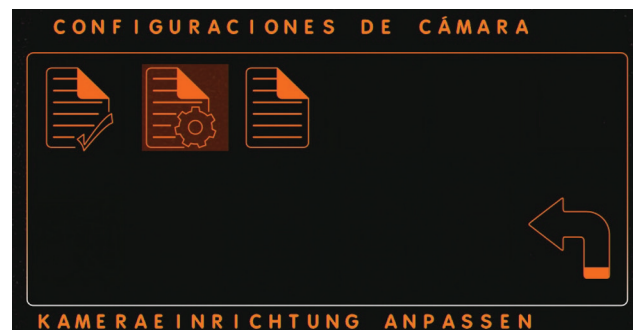 CONFIGURACIONES DE CÁMARA
KAMERAEINRICHTUNG ANPASSEN